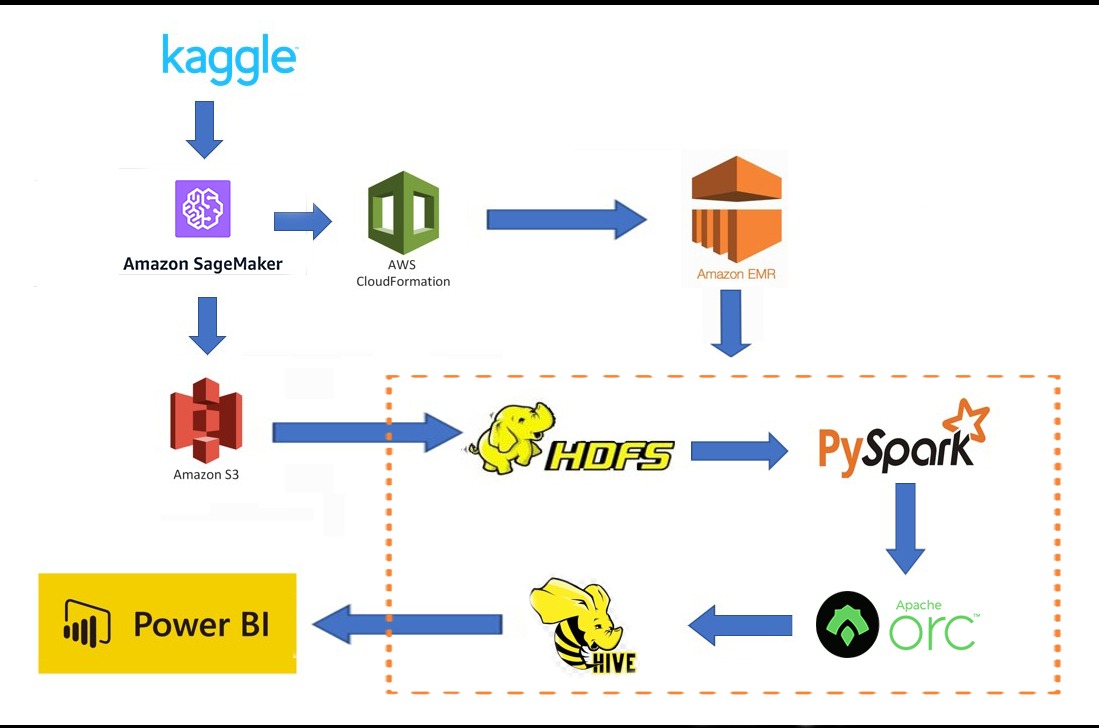 kaggle
Amazon SageMaker
AWS
CloudFormation
Amazon EMR
Amazon S3
HDFS
PySpark
Power BI
HIVE
Apache
orc™